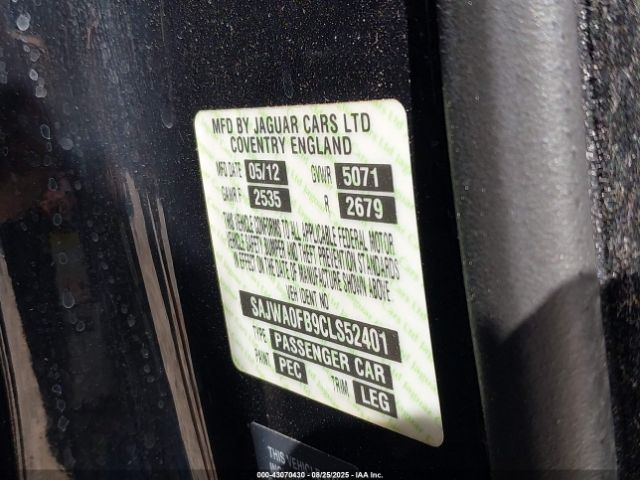 MFD BY JAGUAR CARS LTD
COVENTRY ENGLAND
MFD DATE 05/12 GVWR 5071
GAWR F 2535 R 2679
THIS VEHICLE CONFORMS TO ALL APPLICABLE FEDERAL MOTOR
VEHICLE SAFETY BUMPER AND THEFT PREVENTION STANDARDS
IN EFFECT ON THE DATE OF MANUFACTURE SHOWN ABOVE
VEH IDENT NO
SAJWA0FB9CLS52401
TYPE PASSENGER CAR
PAINT PEC TRIM LEG
THIS VEHICLE
000-43070430 - 08/25/2025 - IAA Inc.